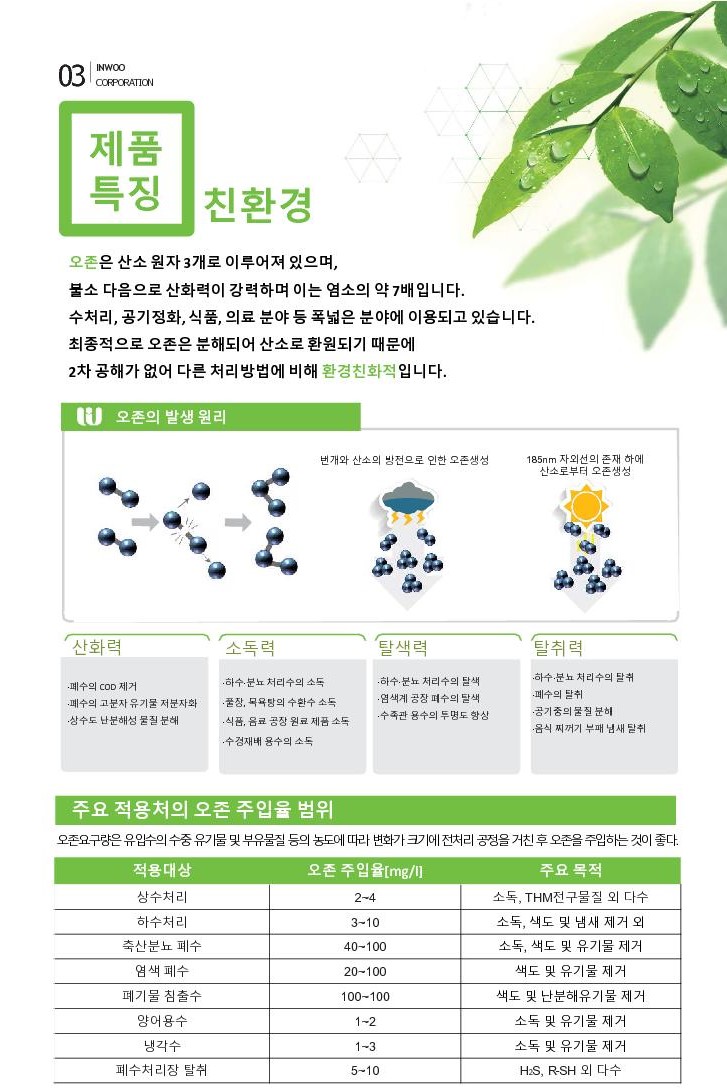 03 INWOO
CORPORATION
제품
특징
친환경
오존은 산소 원자 3개로 이루어져 있으며,
불소 다음으로 산화력이 강력하며 이는 염소의 약 7배입니다.
수처리, 공기정화, 식품, 의료 분야 등 폭넓은 분야에 이용되고 있습니다.
최종적으로 오존은 분해되어 산소로 환원되기 때문에
2차 공해가 없어 다른 처리방법에 비해 환경친화적입니다.
오존의 발생 원리
번개와 산소의 방전으로 인한 오존생성
185nm 자외선의 존재 하에
산소로부터 오존생성
산화력
·폐수의 COD 제거
·폐수의 고분자 유기물 저분자화
·상수도 난분해성 물질 분해
소독력
·하수·분뇨 처리수의 소독
·풀장, 목욕탕의 수환수 소독
·식품, 음료 공장 원료 제품 소독
·수경재배 용수의 소독
탈색력
·하수·분뇨 처리수의 탈색
·염색계 공장 폐수의 탈색
·수족관 용수의 투명도 향상
탈취력
·하수·분뇨 처리수의 탈취
·폐수의 탈취
·공기중의 물질 분해
·음식 찌꺼기 부패 냄새 탈취
주요 적용처의 오존 주입율 범위
오존요구량은 유입수의 수중 유기물 및 부유물질 등의 농도에 따라 변화가 크기에 전처리 공정을 거친 후 오존을 주입하는 것이 좋다.
적용대상 오존 주입율[mg/l] 주요 목적
상수처리 2~4 소독, THM전구물질 외 다수
하수처리 3~10 소독, 색도 및 냄새 제거 외
축산분뇨 폐수 40~100 소독, 색도 및 유기물 제거
염색 폐수 20~100 색도 및 유기물 제거
폐기물 침출수 100~100 색도 및 난분해유기물 제거
양어용수 1~2 소독 및 유기물 제거
냉각수 1~3 소독 및 유기물 제거
폐수처리장 탈취 5~10 H2S, R-SH 외 다수